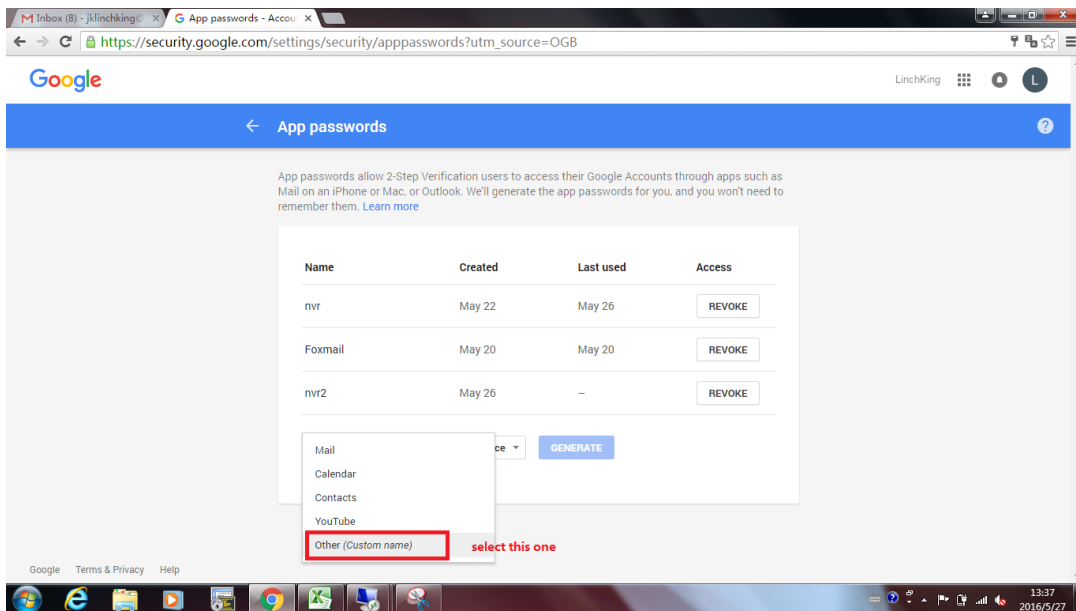 Inbox (8) - jklinchking@
App passwords - Accou
https://security.google.com/settings/security/apppasswords?utm_source=OGB
Google
LinchKing
L
App passwords
?
App passwords allow 2-Step Verification users to access their Google Accounts through apps such as
Mail on an iPhone or Mac, or Outlook. We'll generate the app passwords for you, and you won't need to
remember them. Learn more
Name Created Last used Access
nvr May 22 May 26 REVOKE
Foxmail May 20 May 20 REVOKE
nvr2 May 26 – REVOKE
ce GENERATE
Mail
Calendar
Contacts
YouTube
Other (Custom name) select this one
Google Terms & Privacy Help
13:37
2016/5/27